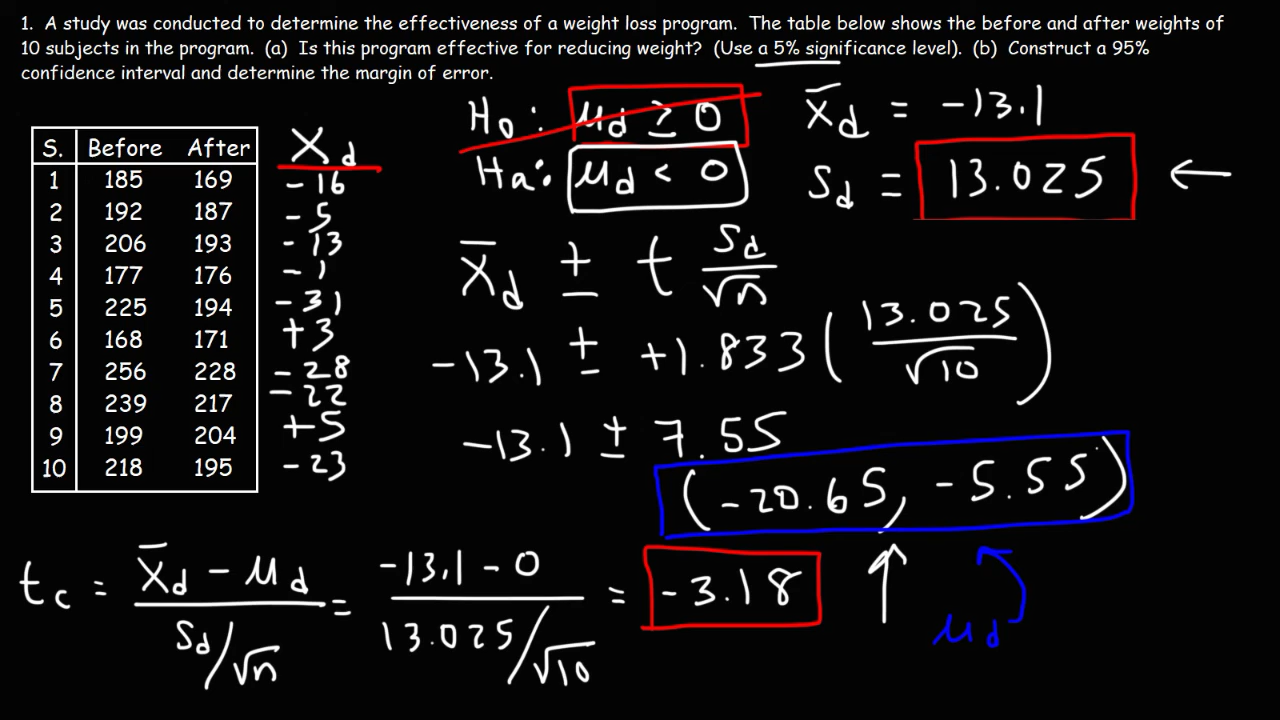 1. A study was conducted to determine the effectiveness of a weight loss program. The table below shows the before and after weights of
10 subjects in the program. (a) Is this program effective for reducing weight? (Use a 5% significance level). (b) Construct a 95%
confidence interval and determine the margin of error.
S. Before After X̄d
1 185 169 -16
2 192 187 -5
3 206 193 -13
4 177 176 -1
5 225 194 -31
6 168 171 +3
7 256 228 -28
8 239 217 -22
9 199 204 +5
10 218 195 -23
H₀: μd ≥ 0
Ha: μd < 0
x̄d = -13.1
Sd = 13.025 ←
x̄d ± t Sd/√n
-13.1 ± +1.833 (13.025/√10)
-13.1 ± 7.55
(-20.65, -5.55)
μd
tc = (x̄d - μd)/(Sd/√n) = (-13.1 - 0)/(13.025/√10) = -3.18